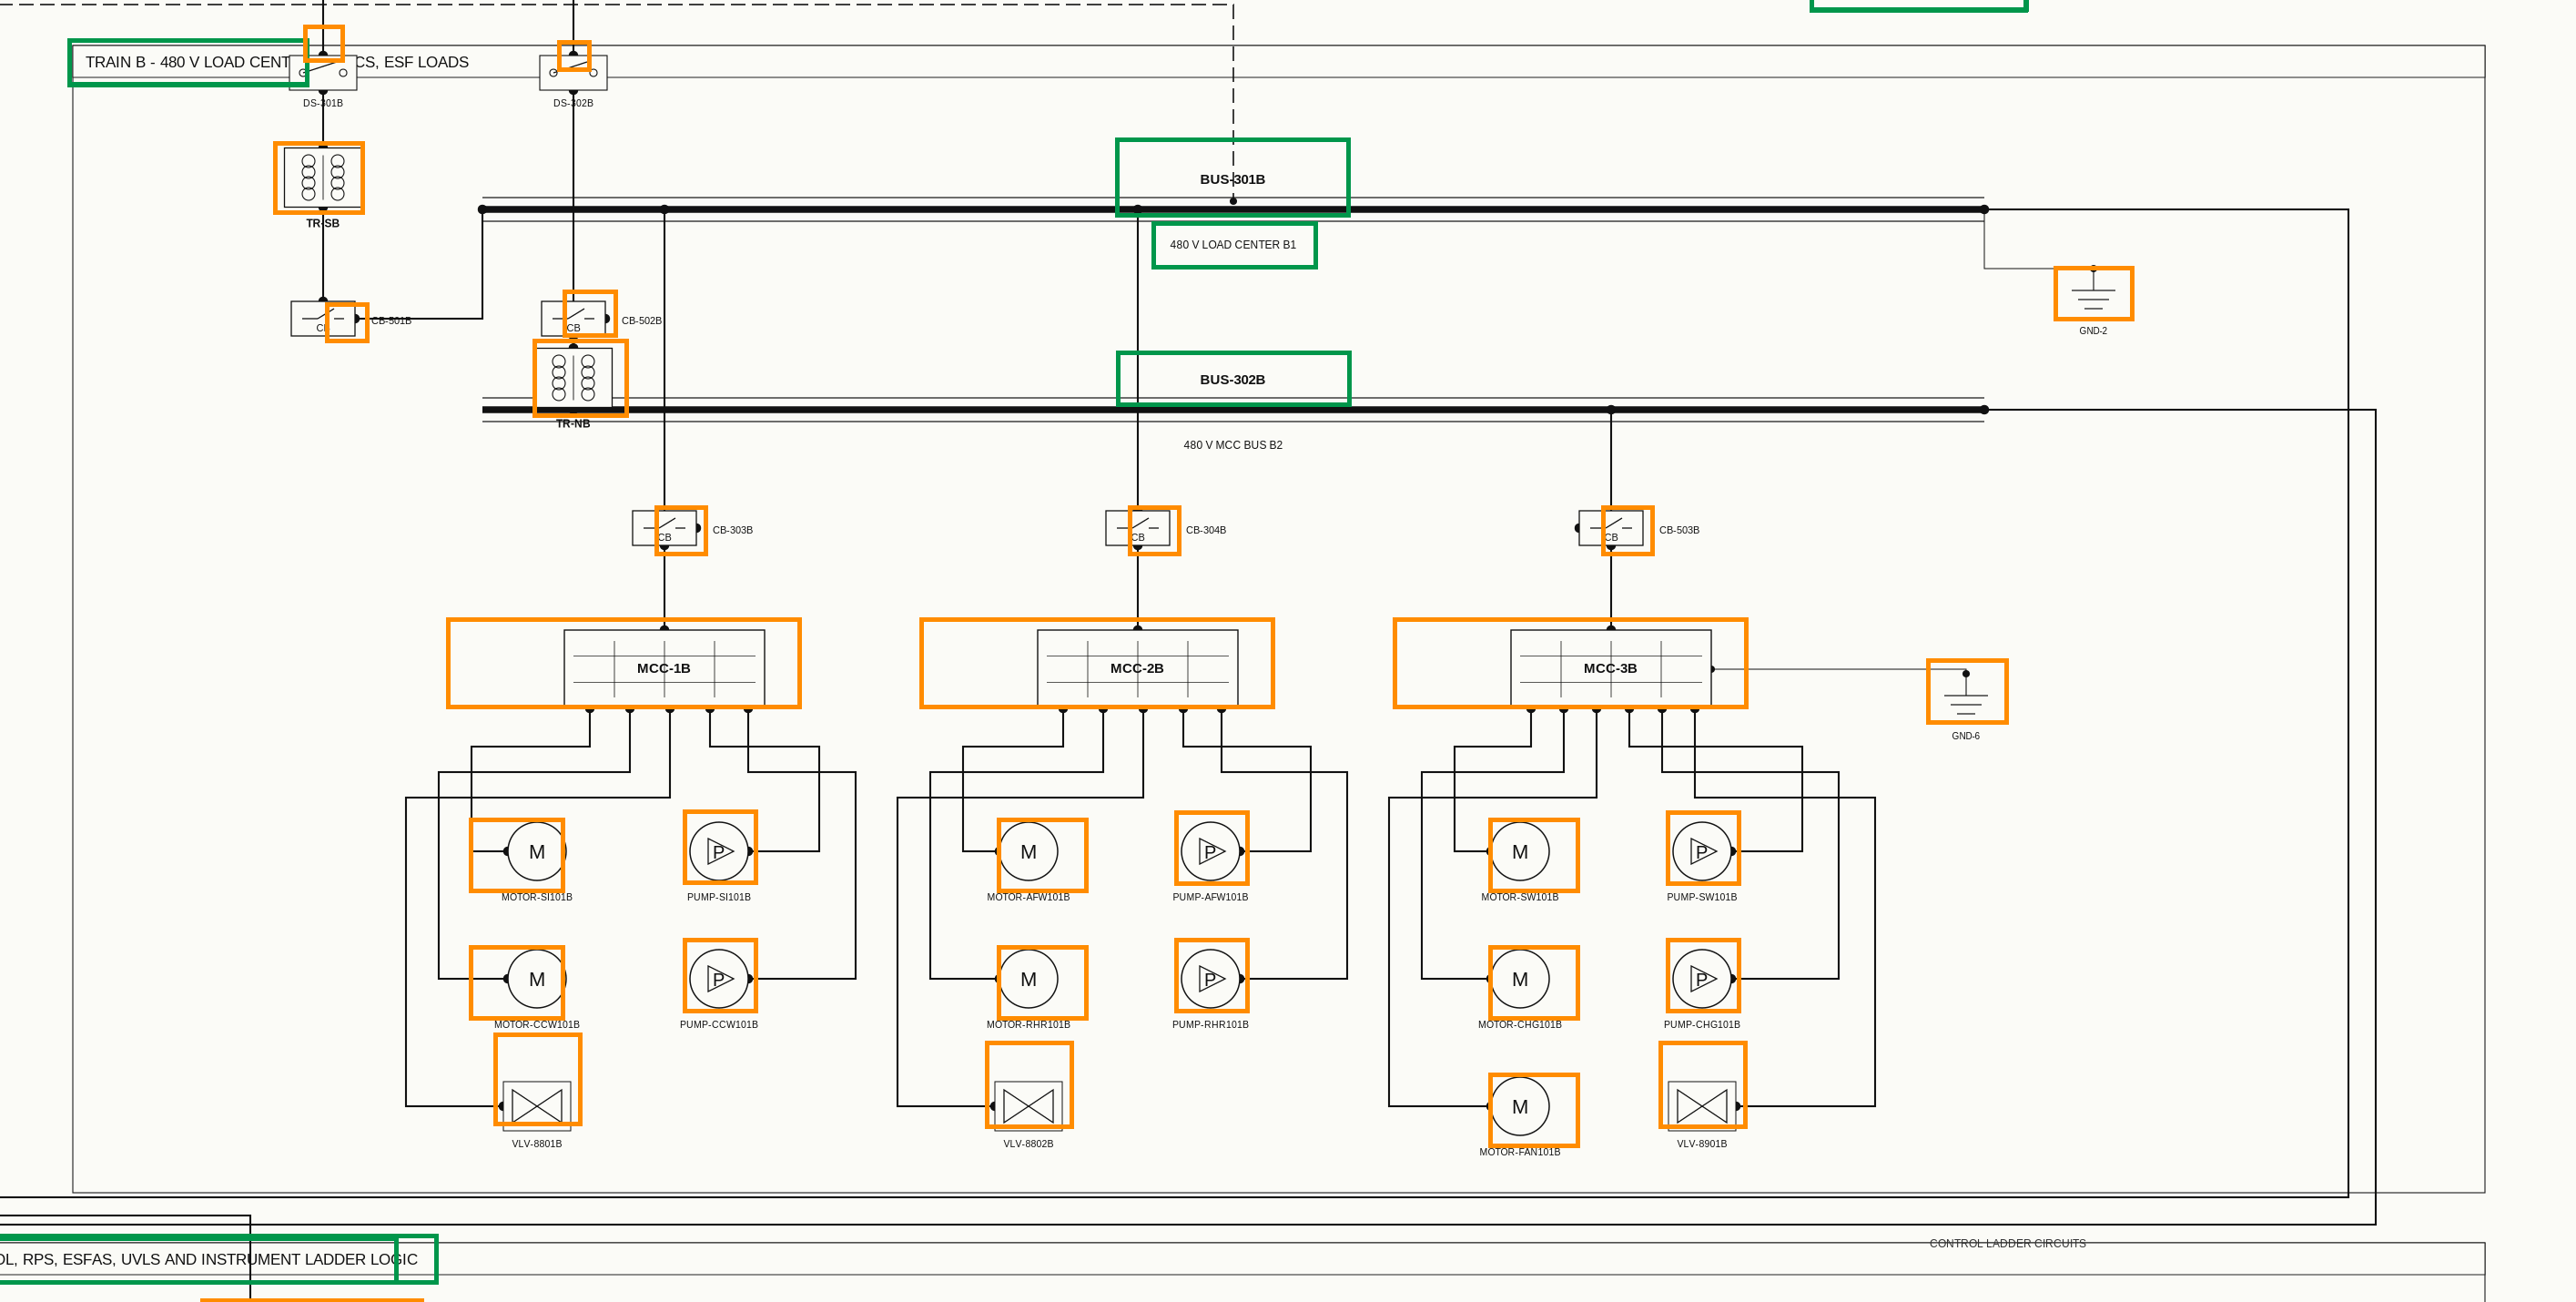 TRAIN B - 480 V LOAD CENT CS, ESF LOADS
DS-301B
DS-302B
BUS-301B
TR-SB
480 V LOAD CENTER B1
CB
CB-501B
CB
CB-502B
GND-2
BUS-302B
TR-NB
480 V MCC BUS B2
CB
CB-303B
CB
CB-304B
CB
CB-503B
MCC-1B
MCC-2B
MCC-3B
GND-6
M
P
M
P
M
P
MOTOR-SI101B
PUMP-SI101B
MOTOR-AFW101B
PUMP-AFW101B
MOTOR-SW101B
PUMP-SW101B
M
P
M
P
M
P
MOTOR-CCW101B
PUMP-CCW101B
MOTOR-RHR101B
PUMP-RHR101B
MOTOR-CHG101B
PUMP-CHG101B
M
VLV-8801B
VLV-8802B
MOTOR-FAN101B
VLV-8901B
CONTROL LADDER CIRCUITS
OL, RPS, ESFAS, UVLS AND INSTRUMENT LADDER LOGIC